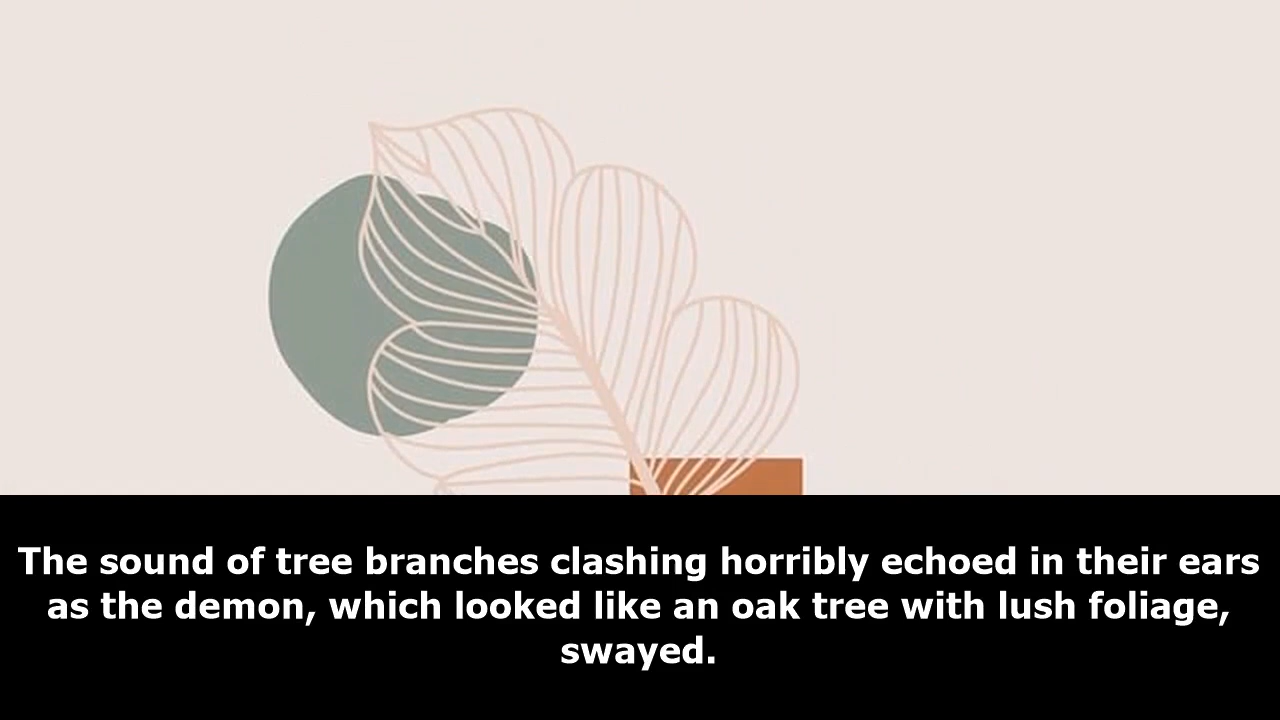 The sound of tree branches clashing horribly echoed in their ears
as the demon, which looked like an oak tree with lush foliage,
swayed.